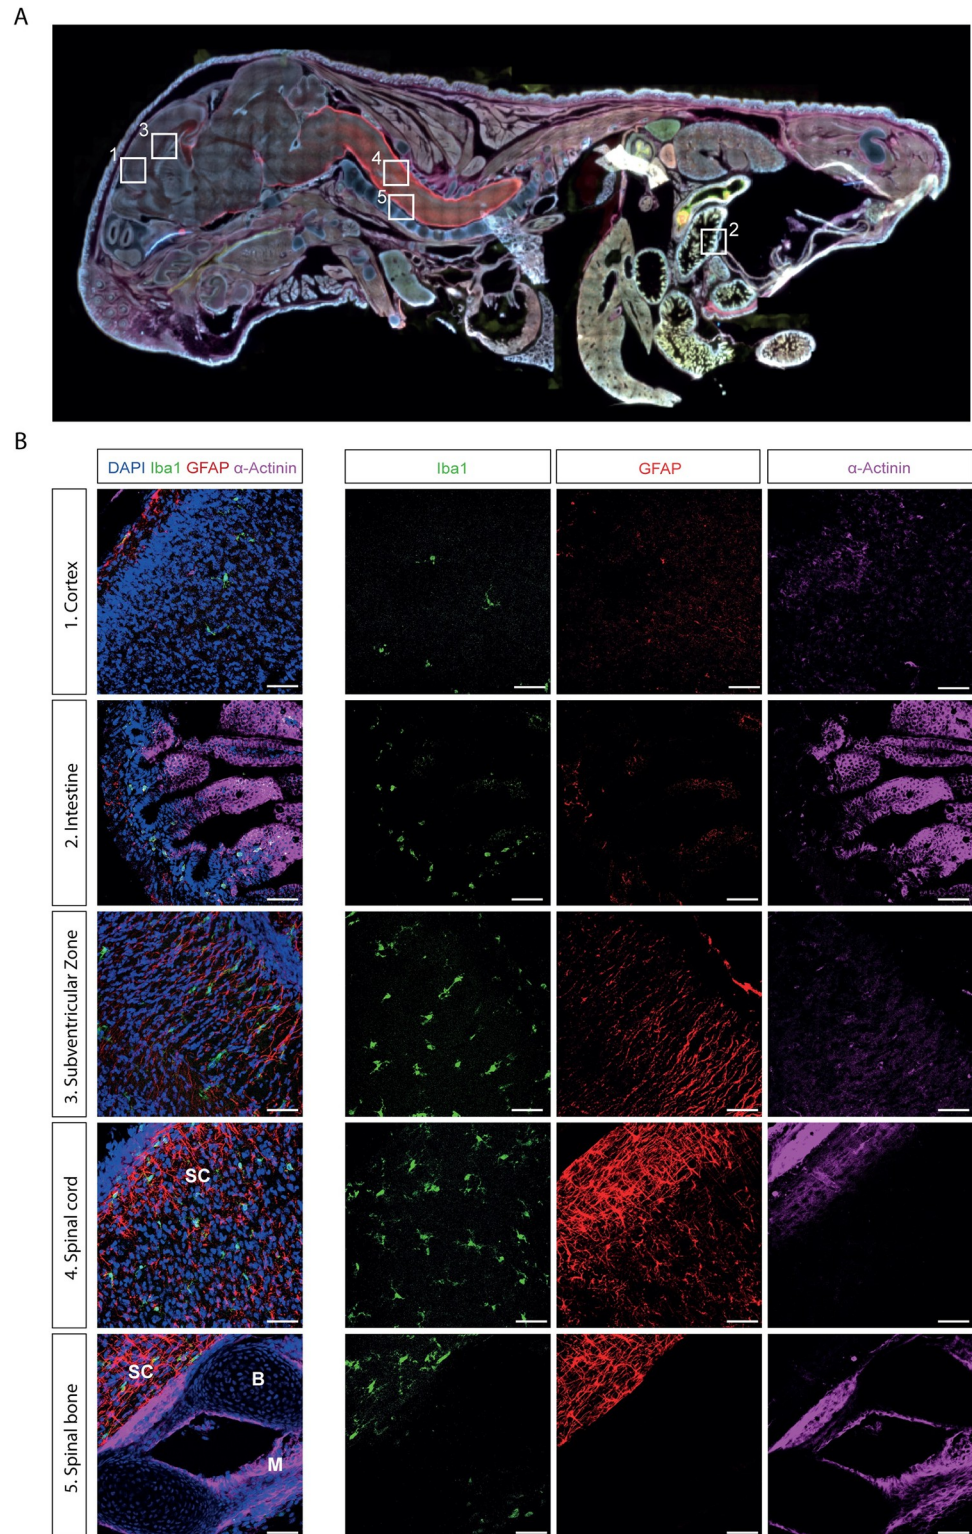 A
3
1
4
5
2
B
DAPI Iba1 GFAP α-Actinin
Iba1
GFAP
α-Actinin
1. Cortex
2. Intestine
3. Subventricular Zone
4. Spinal cord
SC
5. Spinal bone
SC
B
M